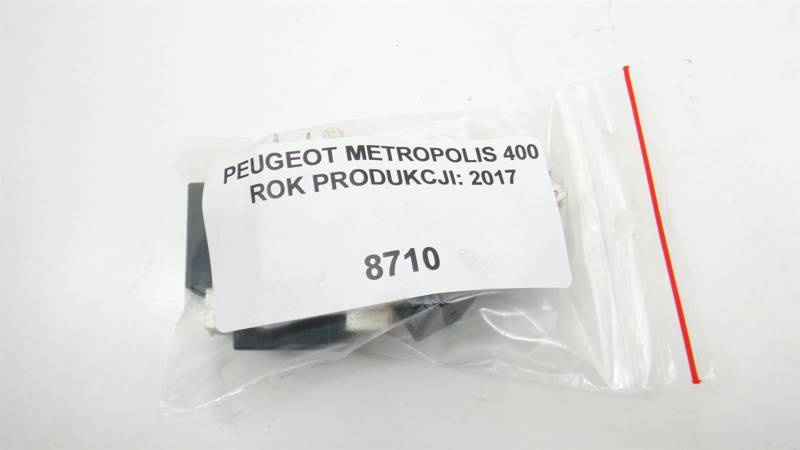 PEUGEOT METROPOLIS 400
ROK PRODUKCJI: 2017
8710